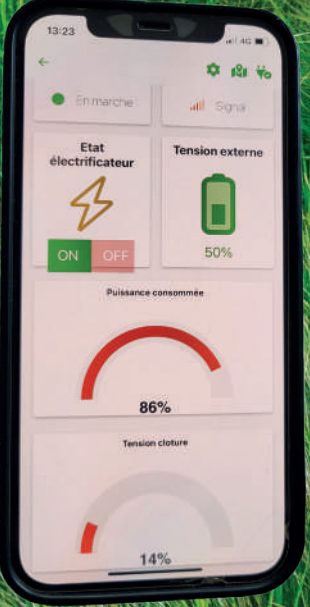 13:23
4G
En marche
Signal
Etat
électrificateur
Tension externe
ON OFF
50%
Puissance consommée
86%
Tension cloture
14%